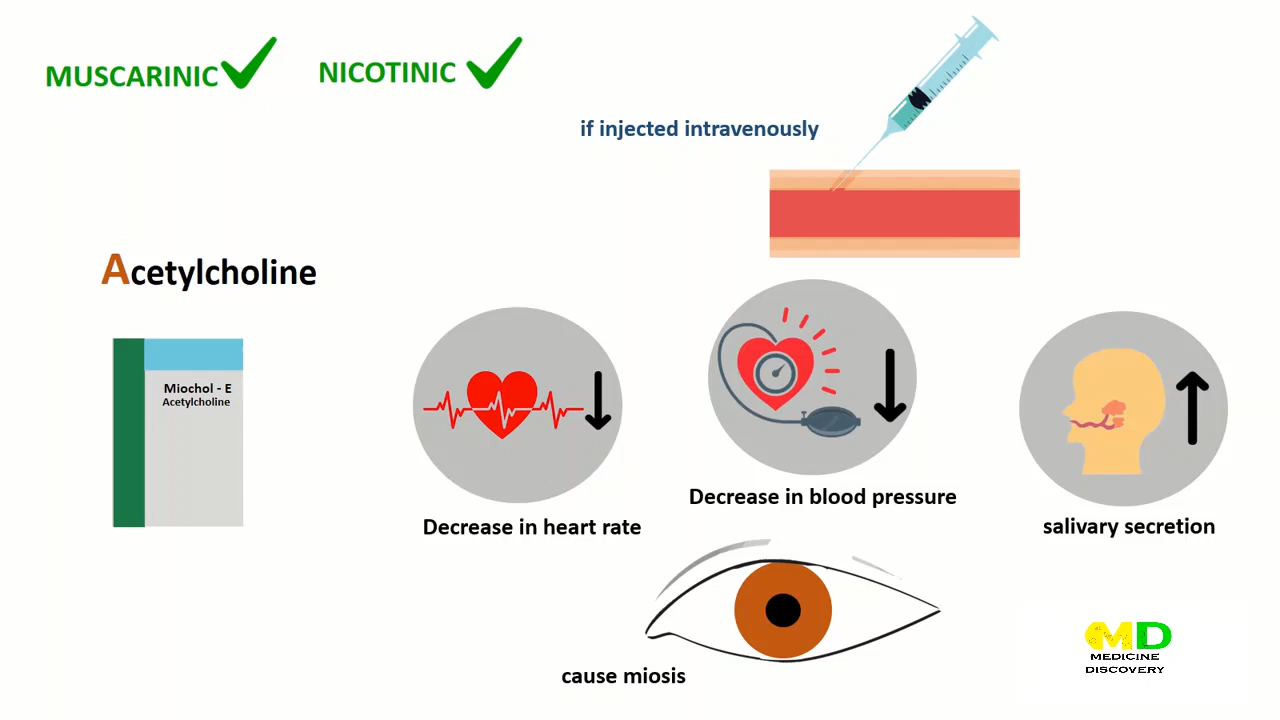 MUSCARINIC
NICOTINIC
if injected intravenously
Acetylcholine
Miochol - E
Acetylcholine
Decrease in heart rate
Decrease in blood pressure
salivary secretion
cause miosis
MD
MEDICINE
DISCOVERY